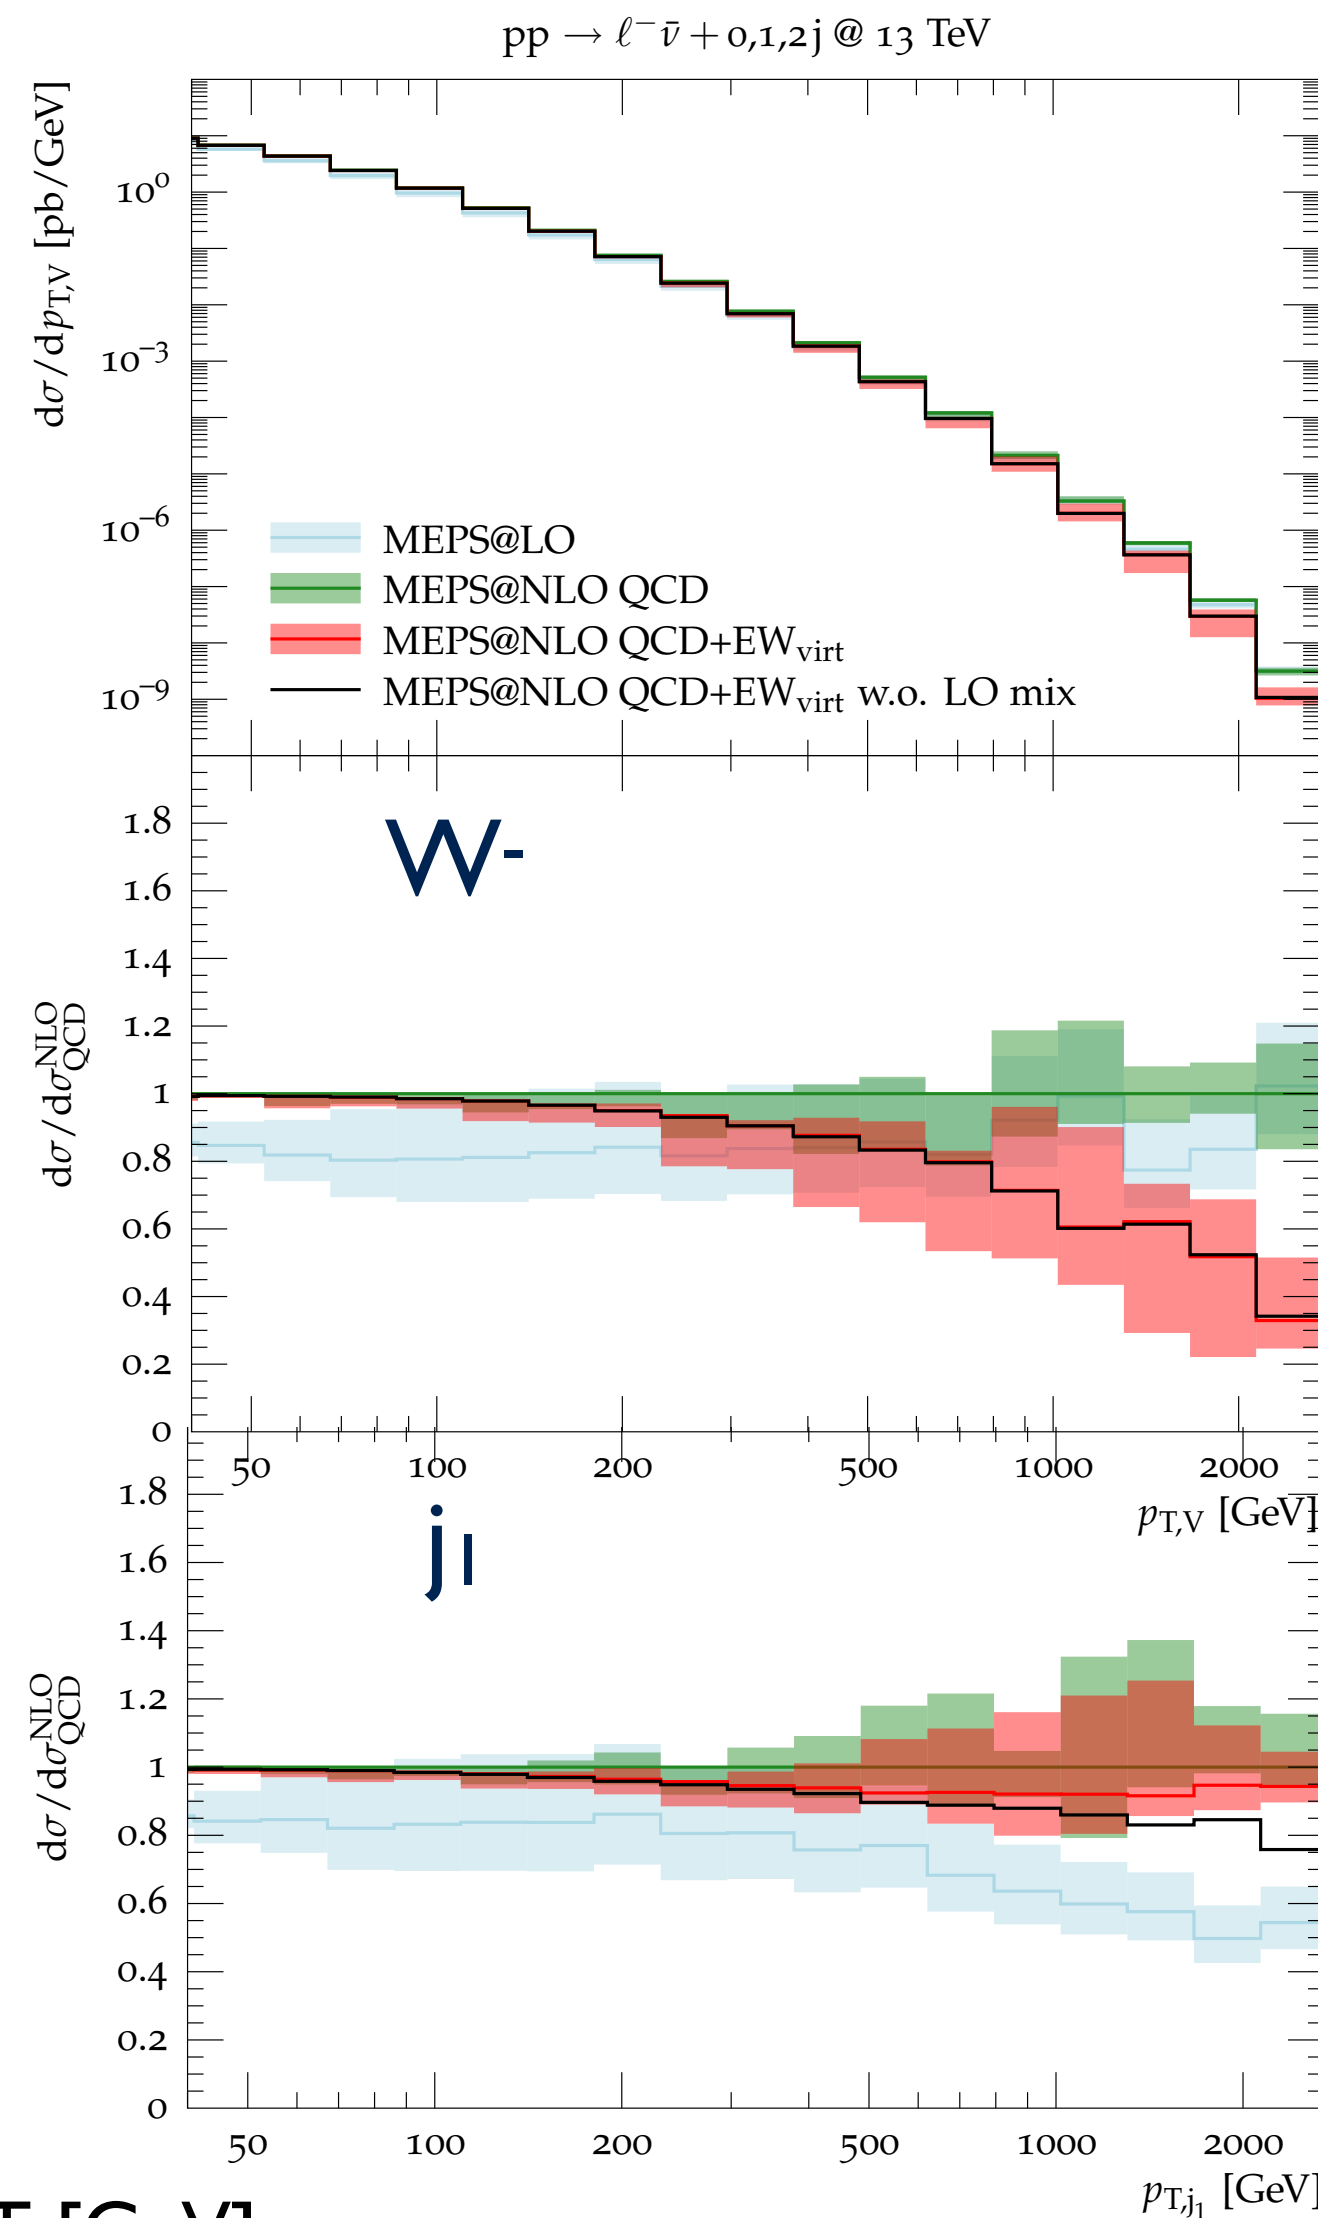 pp → ℓ⁻ν̄ + 0,1,2 j @ 13 TeV
dσ/dp_T,V [pb/GeV]
10⁰
10⁻³
10⁻⁶
10⁻⁹
MEPS@LO
MEPS@NLO QCD
MEPS@NLO QCD+EW_virt
MEPS@NLO QCD+EW_virt w.o. LO mix
W-
dσ/dσ^NLO_QCD
1.8
1.6
1.4
1.2
1
0.8
0.6
0.4
0.2
0
50 100 200 500 1000 2000
p_T,V [GeV]
j1
dσ/dσ^NLO_QCD
1.8
1.6
1.4
1.2
1
0.8
0.6
0.4
0.2
0
50 100 200 500 1000 2000
p_T,j₁ [GeV]